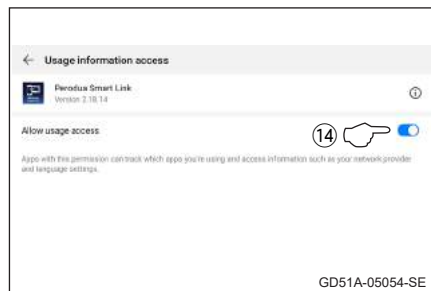 ← Usage information access
Perodua Smart Link
Version 2.18.14
Allow usage access
⑭
Apps with this permission can track which apps you're using and access information such as your network provider
and language settings.
GD51A-05054-SE